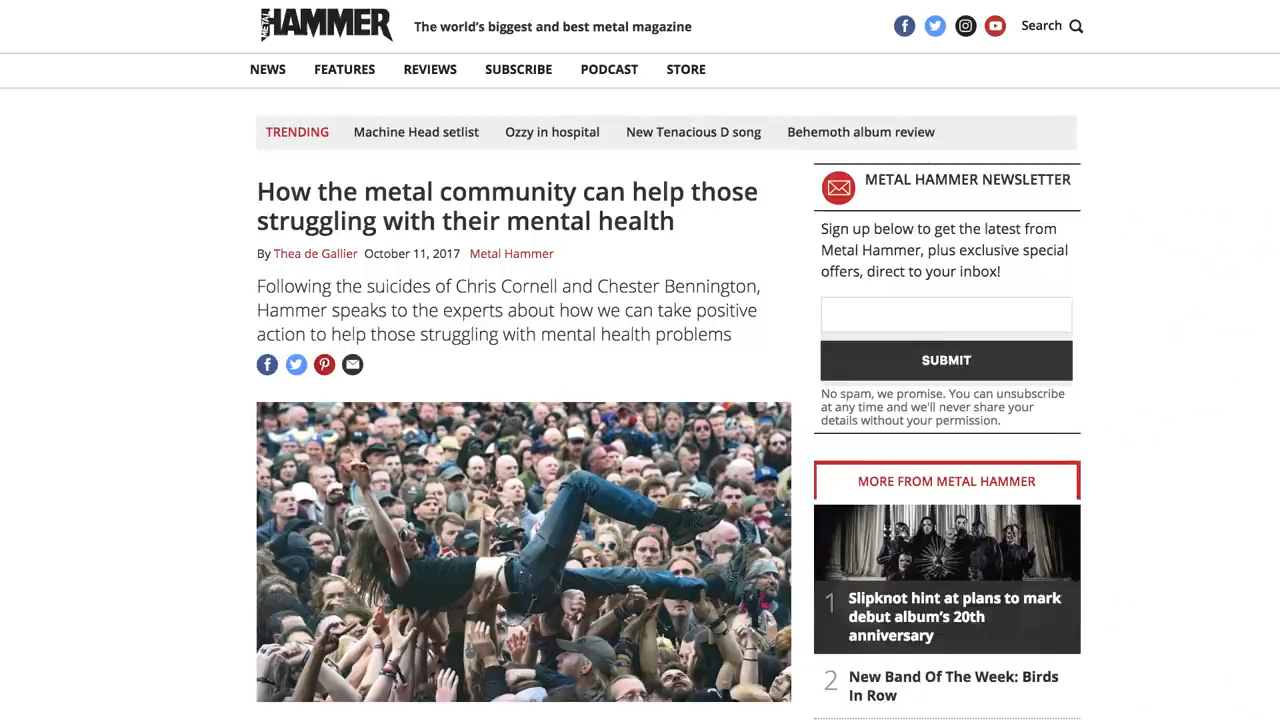 METAL HAMMER
The world's biggest and best metal magazine
Search
NEWS FEATURES REVIEWS SUBSCRIBE PODCAST STORE
TRENDING Machine Head setlist Ozzy in hospital New Tenacious D song Behemoth album review
How the metal community can help those
struggling with their mental health
By Thea de Gallier October 11, 2017 Metal Hammer
Following the suicides of Chris Cornell and Chester Bennington,
Hammer speaks to the experts about how we can take positive
action to help those struggling with mental health problems
METAL HAMMER NEWSLETTER
Sign up below to get the latest from
Metal Hammer, plus exclusive special
offers, direct to your inbox!
SUBMIT
No spam, we promise. You can unsubscribe
at any time and we'll never share your
details without your permission.
MORE FROM METAL HAMMER
1 Slipknot hint at plans to mark
debut album's 20th
anniversary
2 New Band Of The Week: Birds
In Row